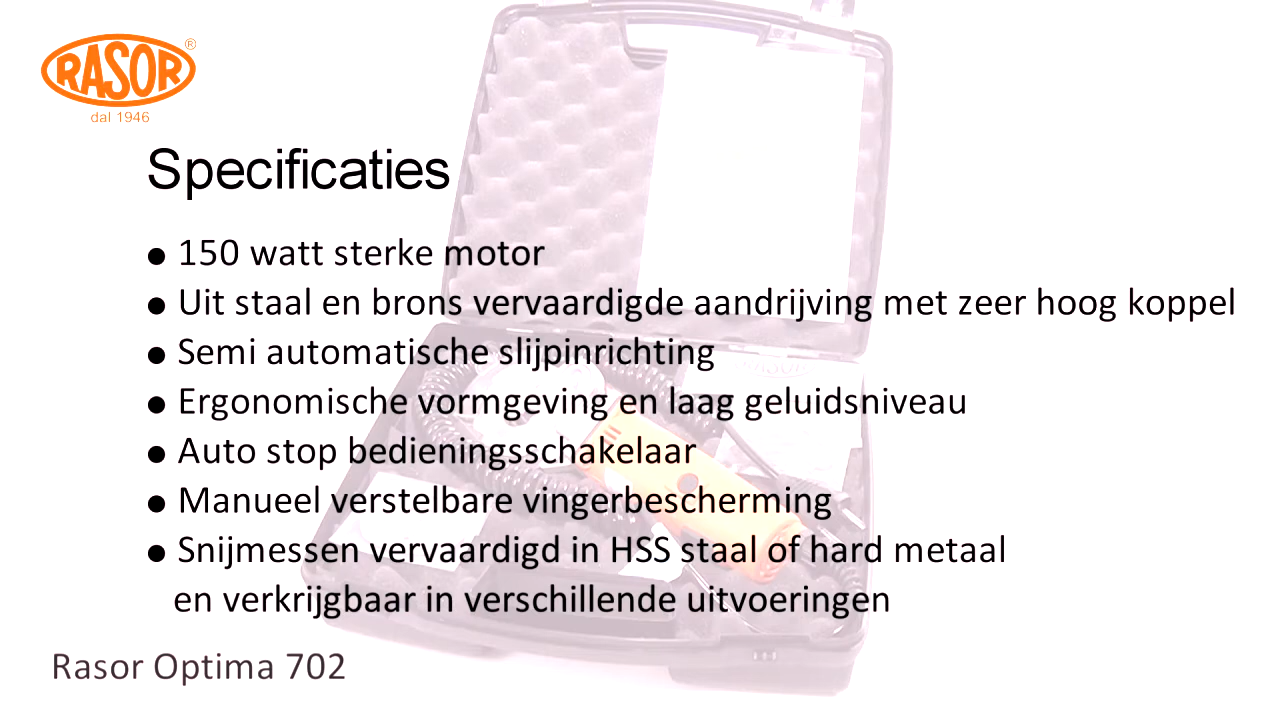 RASOR®
dal 1946
Specificaties
● 150 watt sterke motor
● Uit staal en brons vervaardigde aandrijving met zeer hoog koppel
● Semi automatische slijpinrichting
● Ergonomische vormgeving en laag geluidsniveau
● Auto stop bedieningsschakelaar
● Manueel verstelbare vingerbescherming
● Snijmessen vervaardigd in HSS staal of hard metaal
en verkrijgbaar in verschillende uitvoeringen
Rasor Optima 702